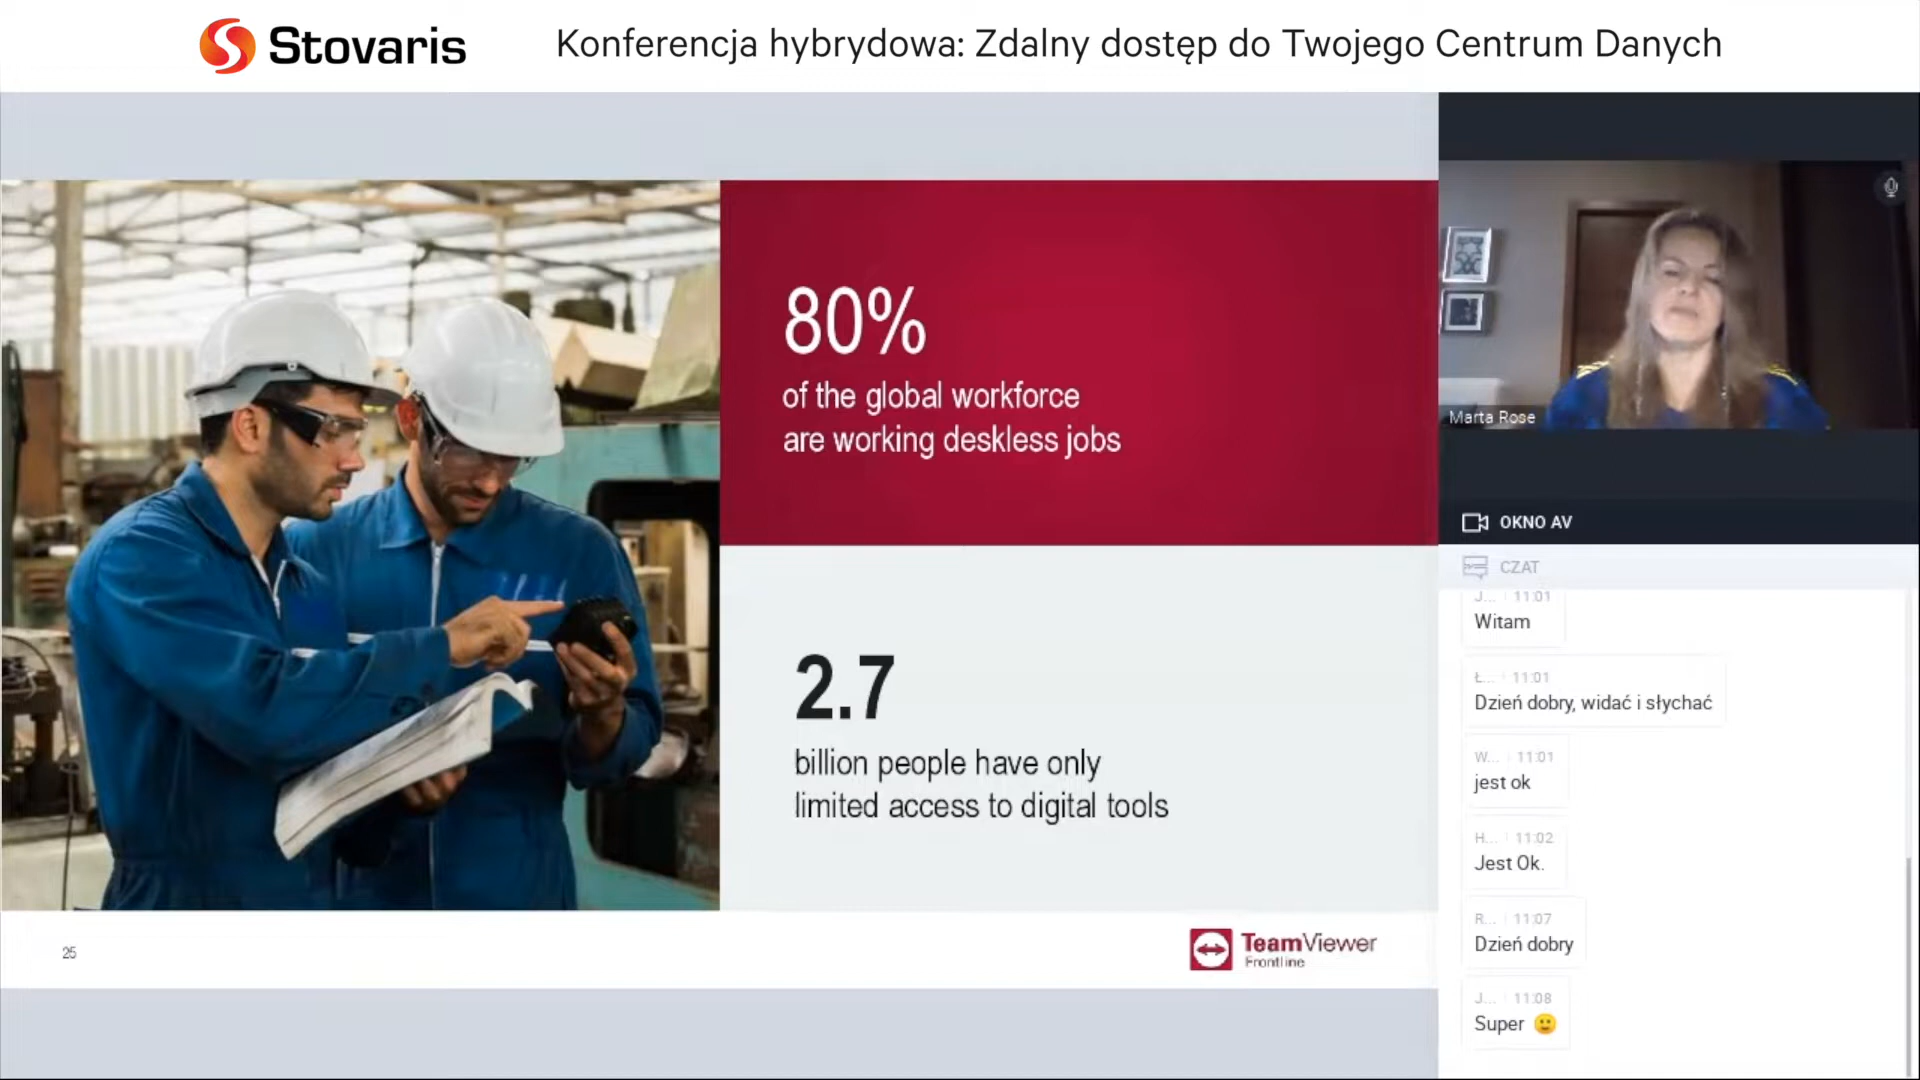 Stovaris
Konferencja hybrydowa: Zdalny dostęp do Twojego Centrum Danych
80%
of the global workforce
are working deskless jobs
2.7
billion people have only
limited access to digital tools
25
TeamViewer
Frontline
Marta Rose
OKNO AV
CZAT
J... 11:01
Witam
Ł... 11:01
Dzień dobry, widać i słychać
W... 11:01
jest ok
H... 11:02
Jest Ok.
R... 11:07
Dzień dobry
J... 11:08
Super 🙂